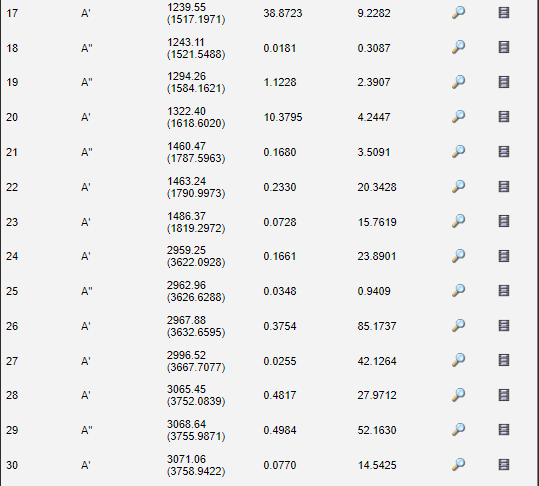 17 A' 1239.55 (1517.1971) 38.8723 9.2282
18 A" 1243.11 (1521.5488) 0.0181 0.3087
19 A" 1294.26 (1584.1621) 1.1228 2.3907
20 A' 1322.40 (1618.6020) 10.3795 4.2447
21 A" 1460.47 (1787.5963) 0.1680 3.5091
22 A' 1463.24 (1790.9973) 0.2330 20.3428
23 A' 1486.37 (1819.2972) 0.0728 15.7619
24 A' 2959.25 (3622.0928) 0.1661 23.8901
25 A" 2962.96 (3626.6288) 0.0348 0.9409
26 A' 2967.88 (3632.6595) 0.3754 85.1737
27 A' 2996.52 (3667.7077) 0.0255 42.1264
28 A' 3065.45 (3752.0839) 0.4817 27.9712
29 A" 3068.64 (3755.9871) 0.4984 52.1630
30 A' 3071.06 (3758.9422) 0.0770 14.5425